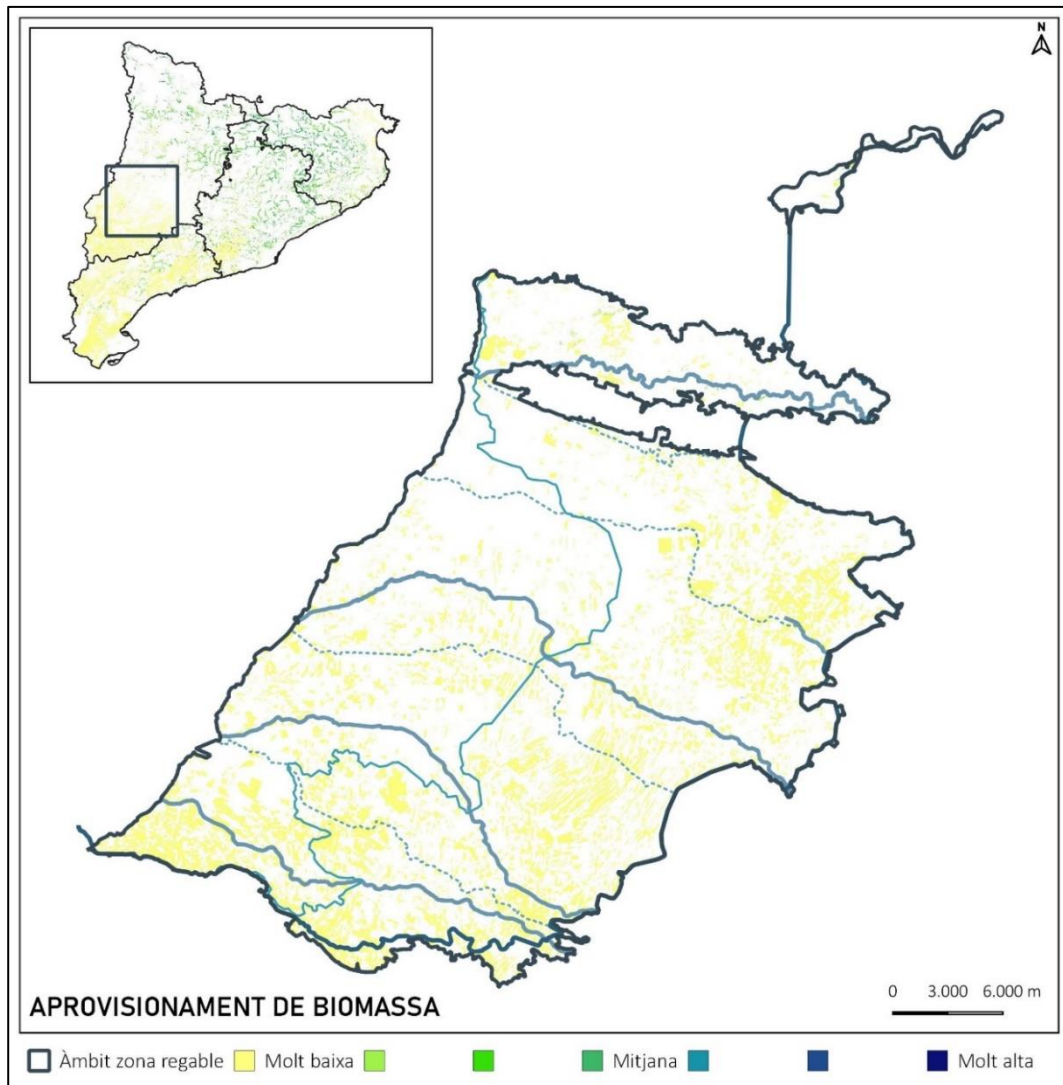 N
APROVISIONAMENT DE BIOMASSA
0 3.000 6.000 m
Àmbit zona regable Molt baixa Mitjana Molt alta